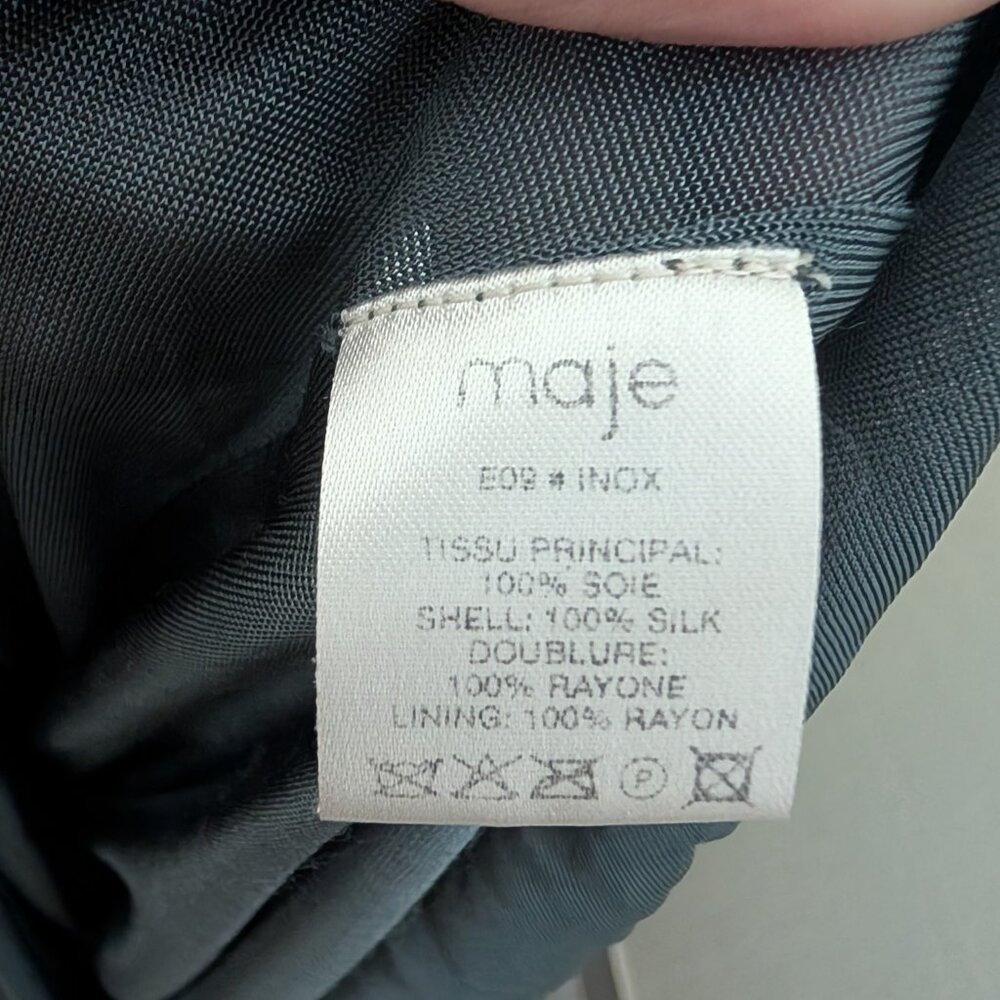 maje
E09 # INOX
TISSU PRINCIPAL:
100% SOIE
SHELL: 100% SILK
DOUBLURE:
100% RAYONE
LINING: 100% RAYON
P